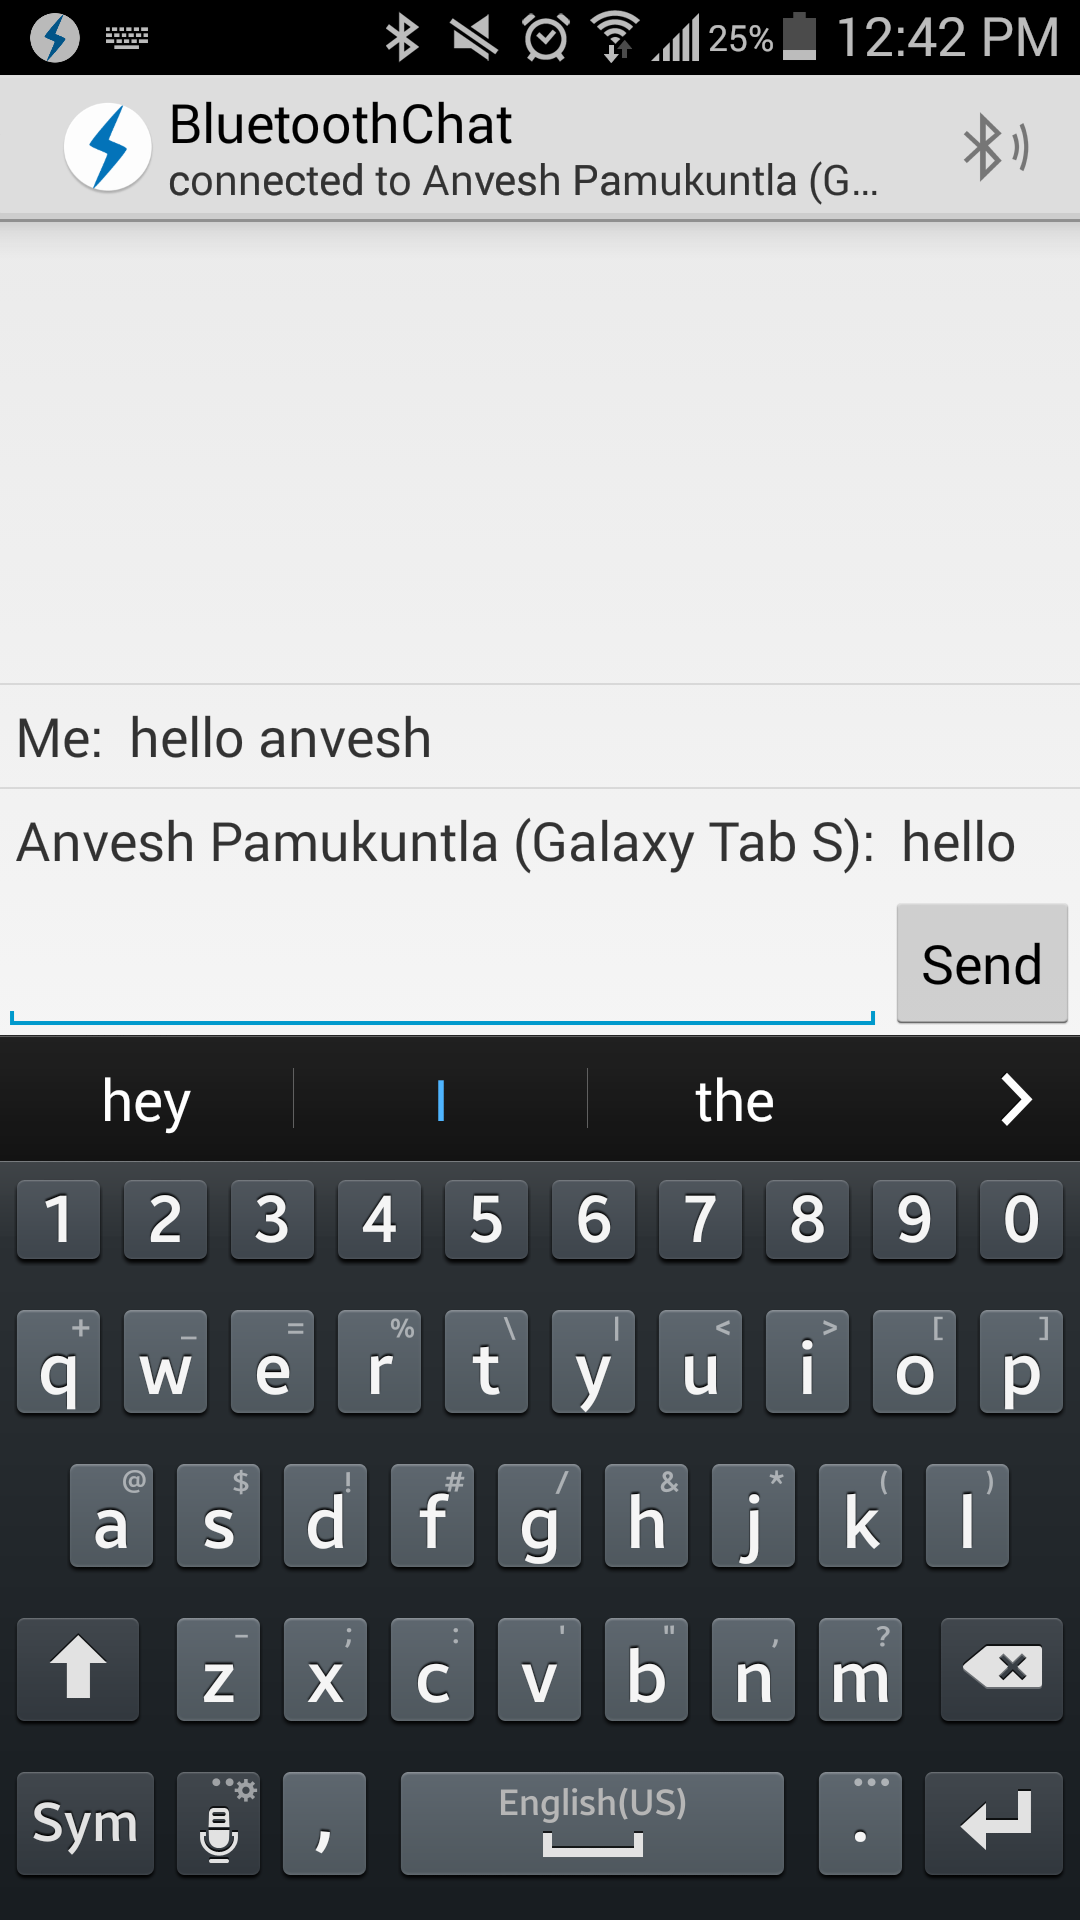 25% 12:42 PM
BluetoothChat
connected to Anvesh Pamukuntla (G...
Me: hello anvesh
Anvesh Pamukuntla (Galaxy Tab S): hello
Send
hey I the
1 2 3 4 5 6 7 8 9 0
+ _ = % \ | < > [ ]
q w e r t y u i o p
@ $ ! # / & * ( )
a s d f g h j k l
- ; : ' " , ?
z x c v b n m
Sym , English(US) .